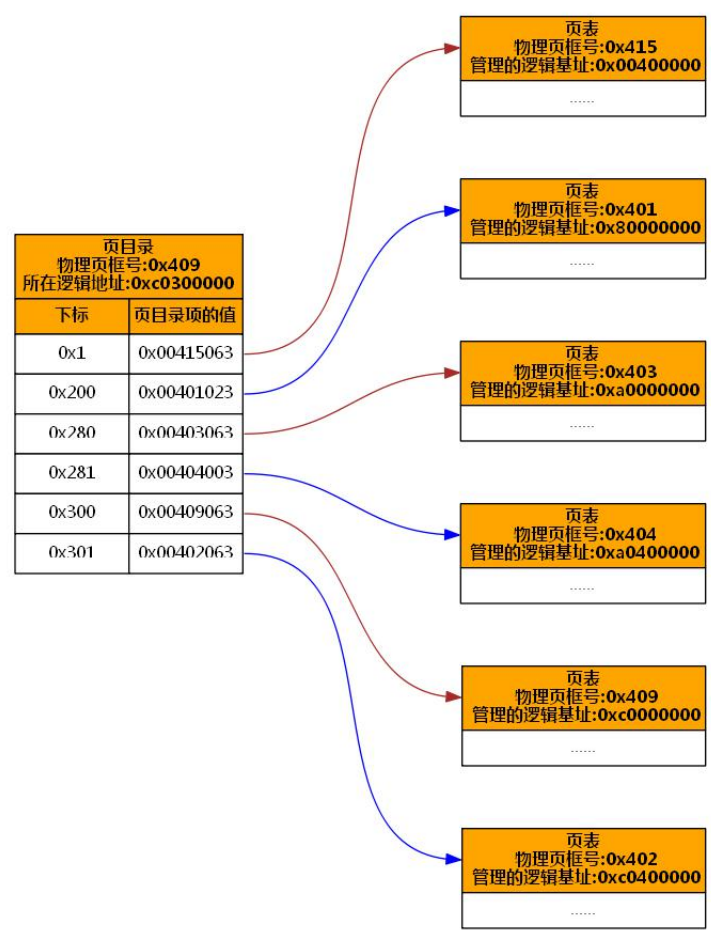 页目录
物理页框号:0x409
所在逻辑地址:0xc0300000
下标 页目录项的值
0x1 0x00415063
0x200 0x00401023
0x280 0x00403063
0x281 0x00404003
0x300 0x00409063
0x301 0x00402063
页表
物理页框号:0x415
管理的逻辑基址:0x00400000
......
页表
物理页框号:0x401
管理的逻辑基址:0x80000000
......
页表
物理页框号:0x403
管理的逻辑基址:0xa0000000
......
页表
物理页框号:0x404
管理的逻辑基址:0xa0400000
......
页表
物理页框号:0x409
管理的逻辑基址:0xc0000000
......
页表
物理页框号:0x402
管理的逻辑基址:0xc0400000
......